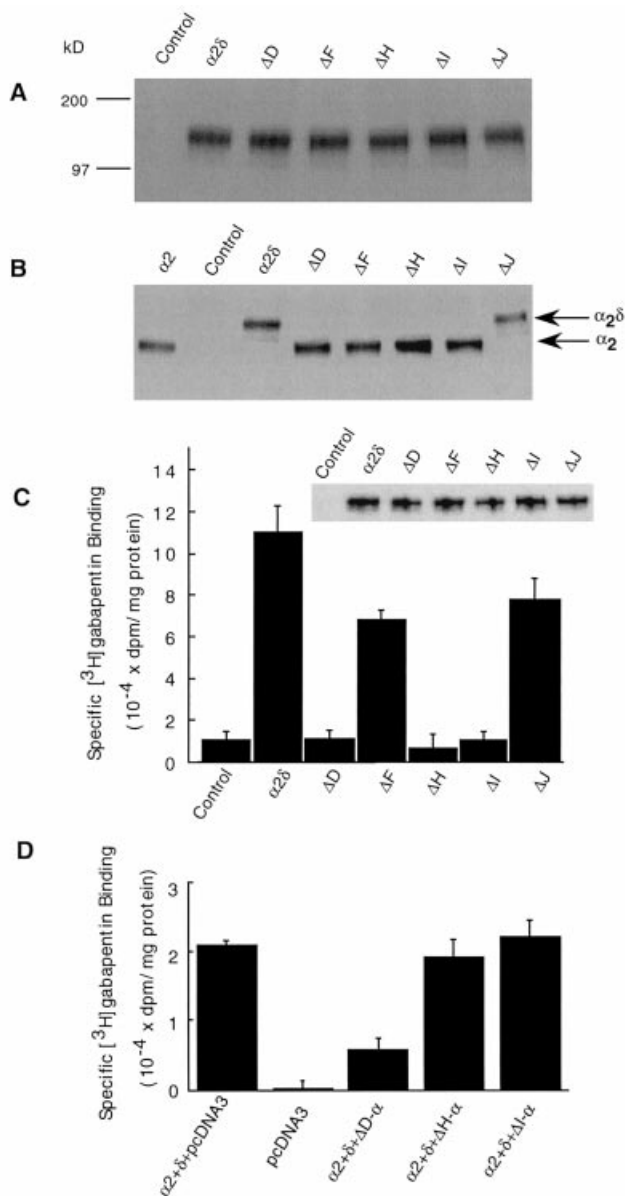 kD
Control
α2δ
ΔD
ΔF
ΔH
ΔI
ΔJ
A
200
97
B
α2
Control
α2δ
ΔD
ΔF
ΔH
ΔI
ΔJ
α2δ
α2
C
Control
α2δ
ΔD
ΔF
ΔH
ΔI
ΔJ
Specific [3H]gabapentin Binding
(10-4 x dpm/ mg protein)
14
12
10
8
6
4
2
0
Control
α2δ
ΔD
ΔF
ΔH
ΔI
ΔJ
D
Specific [3H]gabapentin Binding
(10-4 x dpm/ mg protein)
3
2
1
0
α2+δ+pcDNA3
pcDNA3
α2+δ+ΔD-α
α2+δ+ΔH-α
α2+δ+ΔI-α